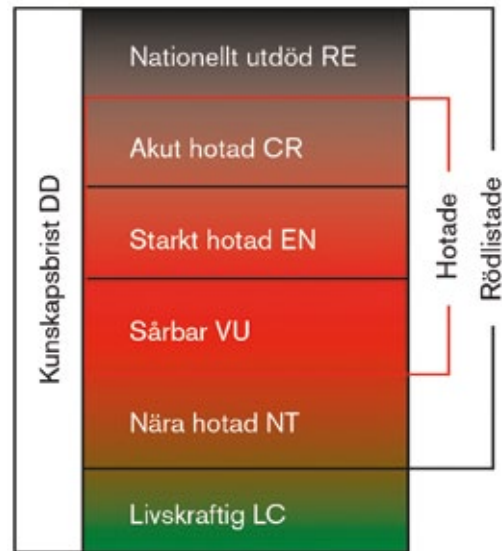 Kunskapsbrist DD
Nationellt utdöd RE
Akut hotad CR
Starkt hotad EN
Sårbar VU
Nära hotad NT
Livskraftig LC
Hotade
Rödlistade